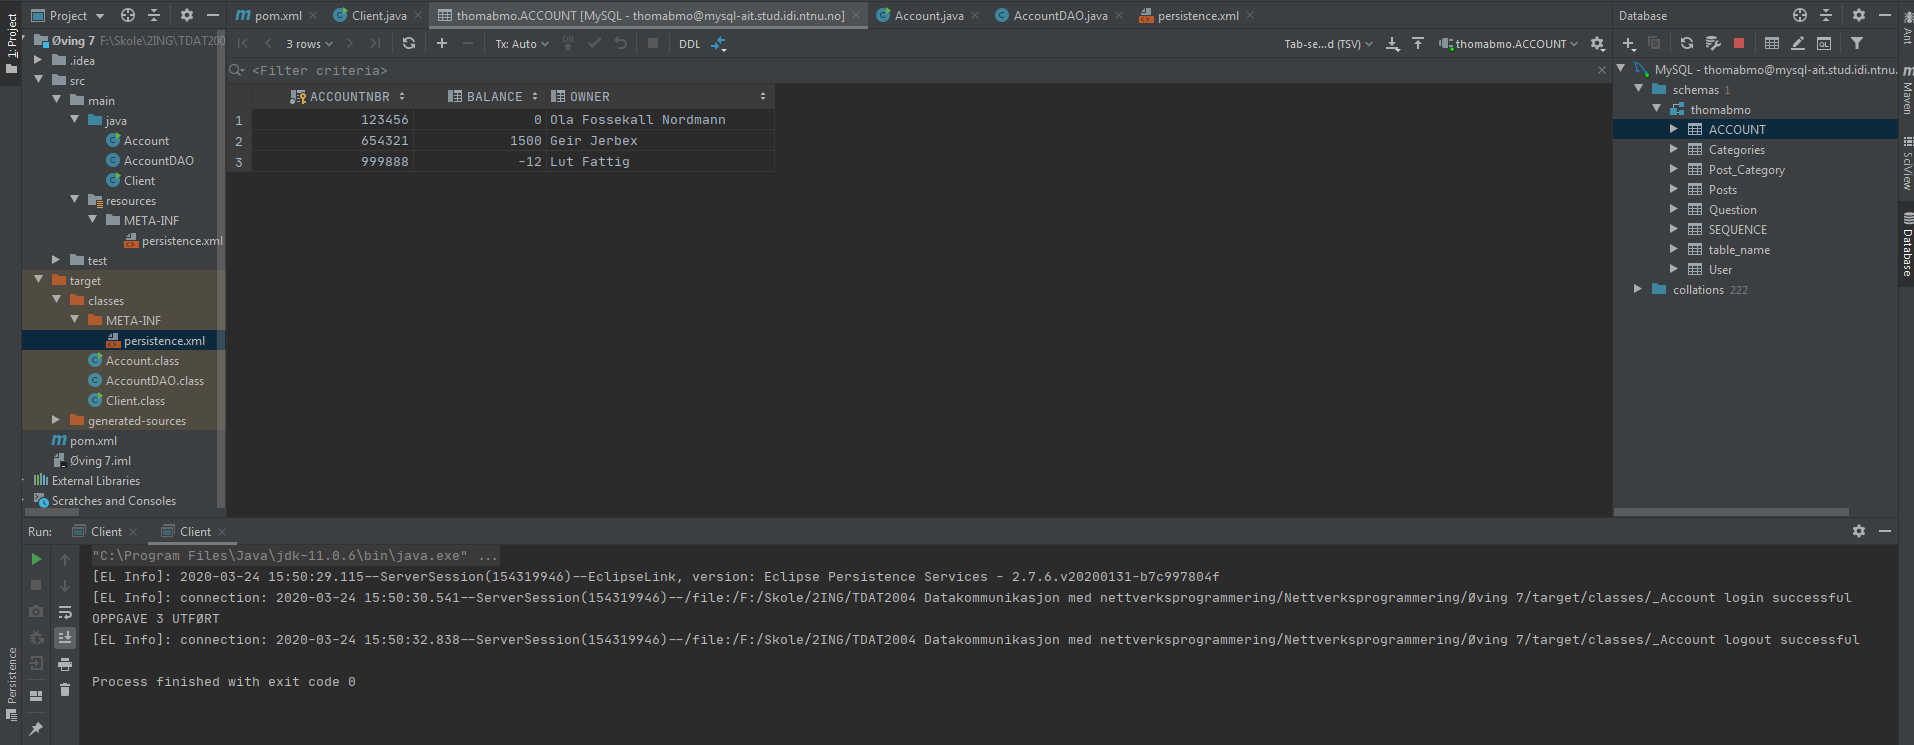 Project
pom.xml
Client.java
thomabmo.ACCOUNT [MySQL - thomabmo@mysql-ait.stud.idi.ntnu.no]
Account.java
AccountDAO.java
persistence.xml
Database
1: Project
Øving 7 F:\Skole\2ING\TDAT200
.idea
src
main
java
Account
AccountDAO
Client
resources
META-INF
persistence.xml
test
target
classes
META-INF
persistence.xml
Account.class
AccountDAO.class
Client.class
generated-sources
pom.xml
Øving 7.iml
External Libraries
Scratches and Consoles
3 rows
Tx: Auto
DB
DDL
Tab-se...d (TSV)
thomabmo.ACCOUNT
<Filter criteria>
ACCOUNTNBR BALANCE OWNER
1 123456 0 Ola Fossekall Nordmann
2 654321 1500 Geir Jerbex
3 999888 -12 Lut Fattig
QL
MySQL - thomabmo@mysql-ait.stud.idi.ntnu.
schemas 1
thomabmo
ACCOUNT
Categories
Post_Category
Posts
Question
SEQUENCE
table_name
User
collations 222
Ant
Maven
SciView
Database
Run: Client Client
"C:\Program Files\Java\jdk-11.0.6\bin\java.exe" ...
[EL Info]: 2020-03-24 15:50:29.115--ServerSession(154319946)--EclipseLink, version: Eclipse Persistence Services - 2.7.6.v20200131-b7c997804f
[EL Info]: connection: 2020-03-24 15:50:30.541--ServerSession(154319946)--/file:/F:/Skole/2ING/TDAT2004 Datakommunikasjon med nettverksprogrammering/Nettverksprogrammering/Øving 7/target/classes/_Account login successful
OPPGAVE 3 UTFØRT
[EL Info]: connection: 2020-03-24 15:50:32.838--ServerSession(154319946)--/file:/F:/Skole/2ING/TDAT2004 Datakommunikasjon med nettverksprogrammering/Nettverksprogrammering/Øving 7/target/classes/_Account logout successful
Process finished with exit code 0
Persistence